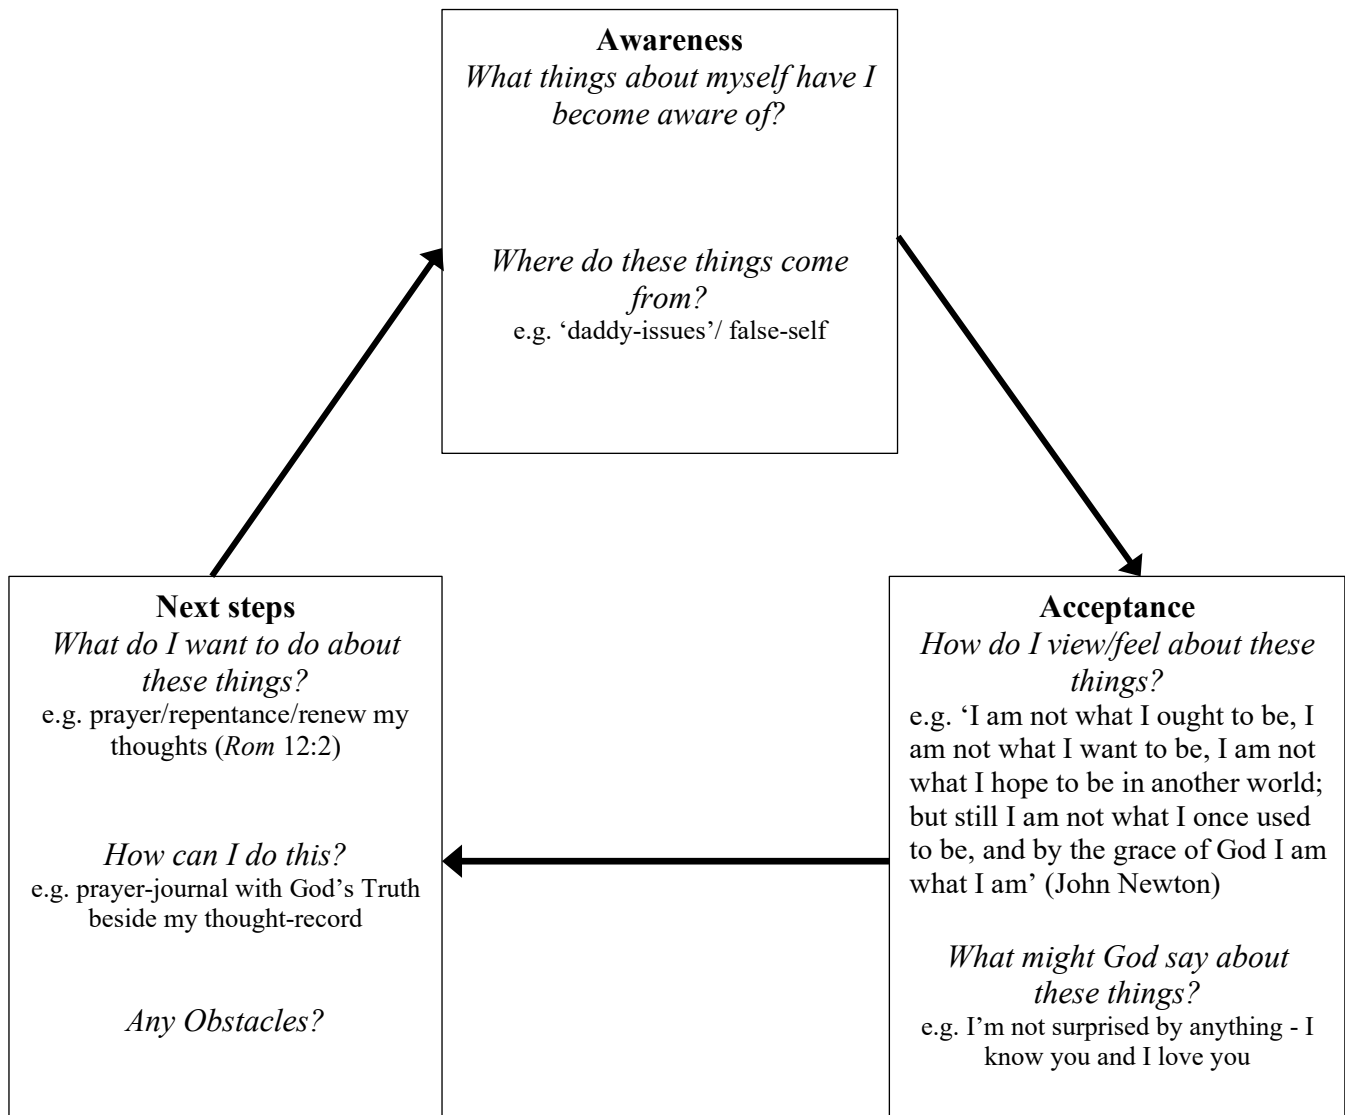 Awareness
What things about myself have I
become aware of?
Where do these things come
from?
e.g. ‘daddy-issues’/ false-self
Acceptance
How do I view/feel about these
things?
e.g. ‘I am not what I ought to be, I
am not what I want to be, I am not
what I hope to be in another world;
but still I am not what I once used
to be, and by the grace of God I am
what I am’ (John Newton)
What might God say about
these things?
e.g. I’m not surprised by anything - I
know you and I love you
Next steps
What do I want to do about
these things?
e.g. prayer/repentance/renew my
thoughts (Rom 12:2)
How can I do this?
e.g. prayer-journal with God’s Truth
beside my thought-record
Any Obstacles?